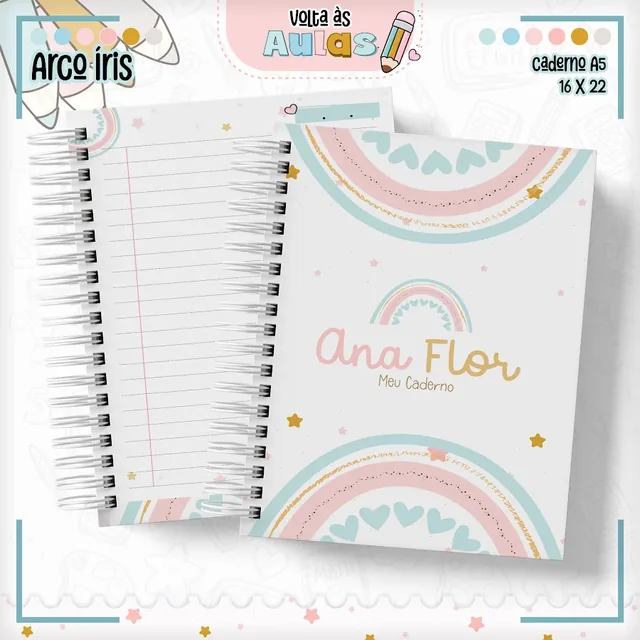 Volta às
Aulas
Arco íris
Caderno A5
16 X 22
Ana Flor
Meu Caderno